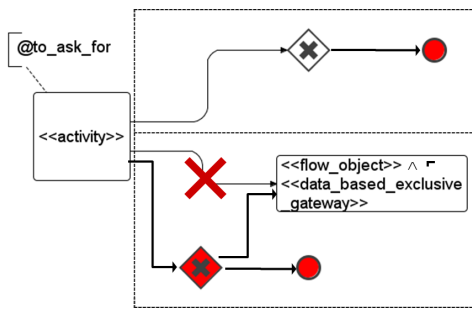 @to_ask_for
<<activity>>
<<flow_object>> ∧ ⌐
<<data_based_exclusive
_gateway>>